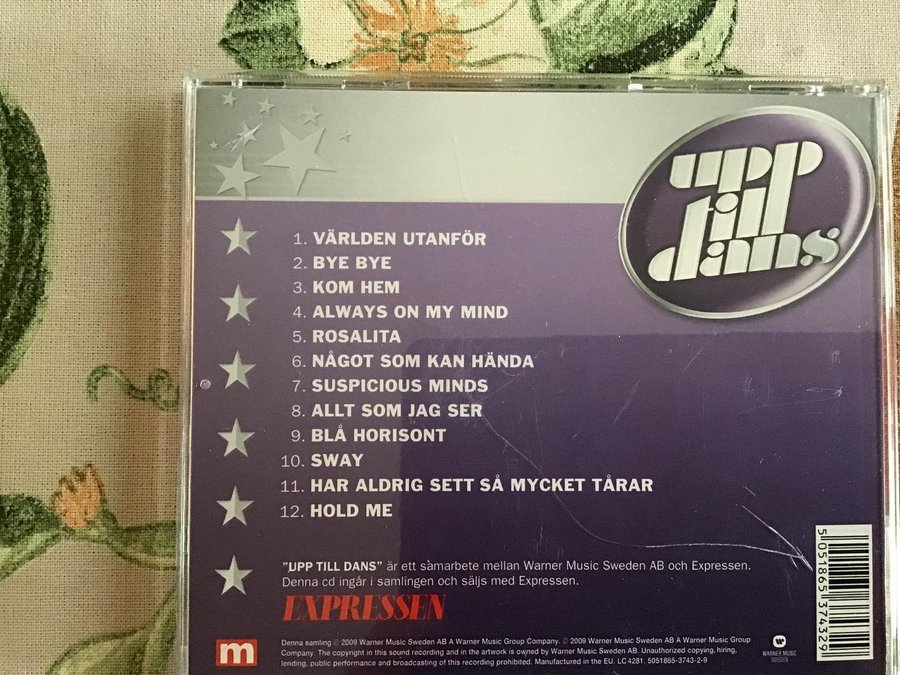 upp
till
dans
1. VÄRLDEN UTANFÖR
2. BYE BYE
3. KOM HEM
4. ALWAYS ON MY MIND
5. ROSALITA
6. NÅGOT SOM KAN HÄNDA
7. SUSPICIOUS MINDS
8. ALLT SOM JAG SER
9. BLÅ HORISONT
10. SWAY
11. HAR ALDRIG SETT SÅ MYCKET TÅRAR
12. HOLD ME
"UPP TILL DANS" är ett samarbete mellan Warner Music Sweden AB och Expressen.
Denna cd ingår i samlingen och säljs med Expressen.
EXPRESSEN
m
Denna samling ℗ 2009 Warner Music Sweden AB A Warner Music Group Company. © 2009 Warner Music Sweden AB A Warner Music Group
Company. The copyright in this sound recording and in the artwork is owned by Warner Music Sweden AB. Unauthorized copying, hiring,
lending, public performance and broadcasting of this recording prohibited. Manufactured in the EU. LC 4281. 5051865-3743-2-9
WARNER MUSIC
SWEDEN
5 051865 374329